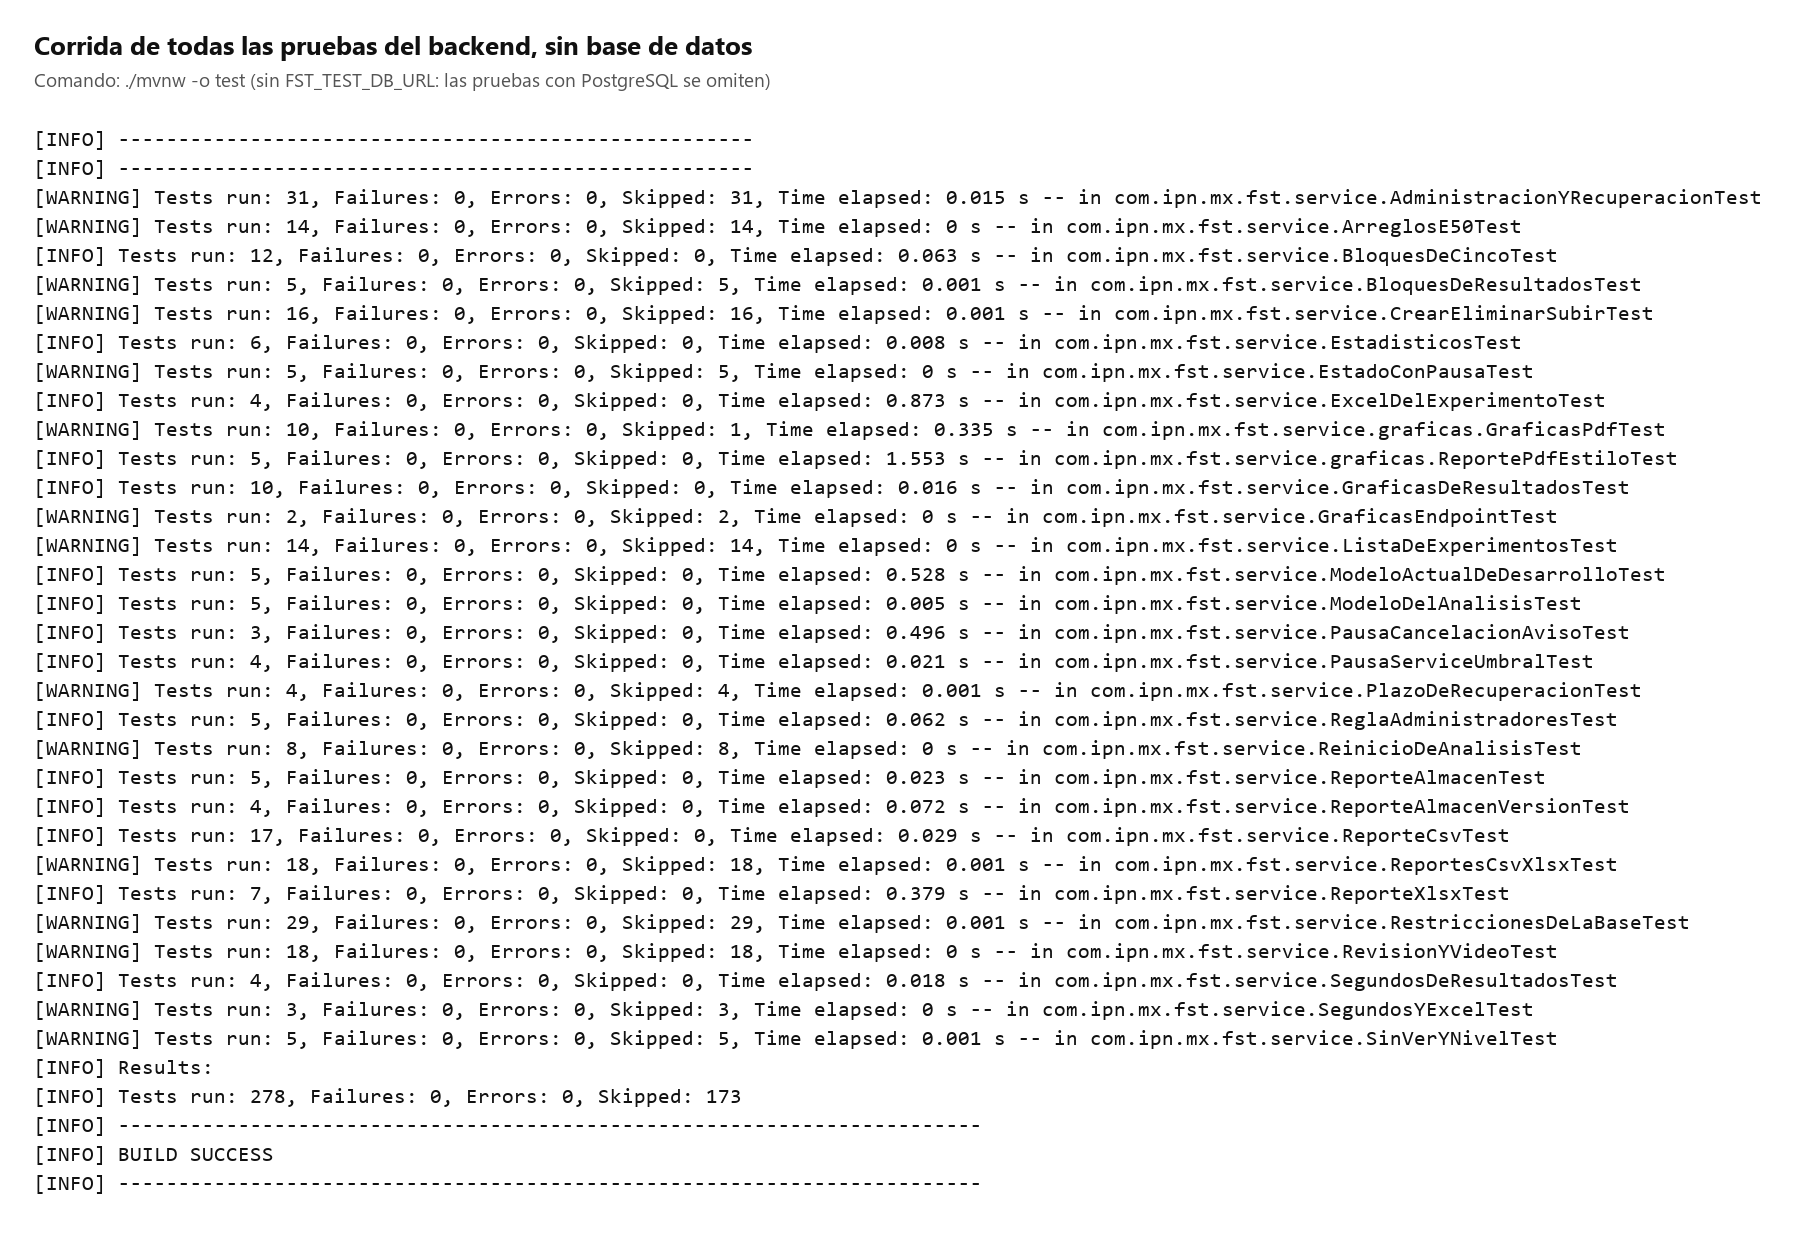 Corrida de todas las pruebas del backend, sin base de datos
Comando: ./mvnw -o test (sin FST_TEST_DB_URL: las pruebas con PostgreSQL se omiten)
[INFO] -----------------------------------------------------
[INFO] -----------------------------------------------------
[WARNING] Tests run: 31, Failures: 0, Errors: 0, Skipped: 31, Time elapsed: 0.015 s -- in com.ipn.mx.fst.service.AdministracionYRecuperacionTest
[WARNING] Tests run: 14, Failures: 0, Errors: 0, Skipped: 14, Time elapsed: 0 s -- in com.ipn.mx.fst.service.ArreglosE50Test
[INFO] Tests run: 12, Failures: 0, Errors: 0, Skipped: 0, Time elapsed: 0.063 s -- in com.ipn.mx.fst.service.BloquesDeCincoTest
[WARNING] Tests run: 5, Failures: 0, Errors: 0, Skipped: 5, Time elapsed: 0.001 s -- in com.ipn.mx.fst.service.BloquesDeResultadosTest
[WARNING] Tests run: 16, Failures: 0, Errors: 0, Skipped: 16, Time elapsed: 0.001 s -- in com.ipn.mx.fst.service.CrearEliminarSubirTest
[INFO] Tests run: 6, Failures: 0, Errors: 0, Skipped: 0, Time elapsed: 0.008 s -- in com.ipn.mx.fst.service.EstadisticosTest
[WARNING] Tests run: 5, Failures: 0, Errors: 0, Skipped: 5, Time elapsed: 0 s -- in com.ipn.mx.fst.service.EstadoConPausaTest
[INFO] Tests run: 4, Failures: 0, Errors: 0, Skipped: 0, Time elapsed: 0.873 s -- in com.ipn.mx.fst.service.ExcelDelExperimentoTest
[WARNING] Tests run: 10, Failures: 0, Errors: 0, Skipped: 1, Time elapsed: 0.335 s -- in com.ipn.mx.fst.service.graficas.GraficasPdfTest
[INFO] Tests run: 5, Failures: 0, Errors: 0, Skipped: 0, Time elapsed: 1.553 s -- in com.ipn.mx.fst.service.graficas.ReportePdfEstiloTest
[INFO] Tests run: 10, Failures: 0, Errors: 0, Skipped: 0, Time elapsed: 0.016 s -- in com.ipn.mx.fst.service.GraficasDeResultadosTest
[WARNING] Tests run: 2, Failures: 0, Errors: 0, Skipped: 2, Time elapsed: 0 s -- in com.ipn.mx.fst.service.GraficasEndpointTest
[WARNING] Tests run: 14, Failures: 0, Errors: 0, Skipped: 14, Time elapsed: 0 s -- in com.ipn.mx.fst.service.ListaDeExperimentosTest
[INFO] Tests run: 5, Failures: 0, Errors: 0, Skipped: 0, Time elapsed: 0.528 s -- in com.ipn.mx.fst.service.ModeloActualDeDesarrolloTest
[INFO] Tests run: 5, Failures: 0, Errors: 0, Skipped: 0, Time elapsed: 0.005 s -- in com.ipn.mx.fst.service.ModeloDelAnalisisTest
[INFO] Tests run: 3, Failures: 0, Errors: 0, Skipped: 0, Time elapsed: 0.496 s -- in com.ipn.mx.fst.service.PausaCancelacionAvisoTest
[INFO] Tests run: 4, Failures: 0, Errors: 0, Skipped: 0, Time elapsed: 0.021 s -- in com.ipn.mx.fst.service.PausaServiceUmbralTest
[WARNING] Tests run: 4, Failures: 0, Errors: 0, Skipped: 4, Time elapsed: 0.001 s -- in com.ipn.mx.fst.service.PlazoDeRecuperacionTest
[INFO] Tests run: 5, Failures: 0, Errors: 0, Skipped: 0, Time elapsed: 0.062 s -- in com.ipn.mx.fst.service.ReglaAdministradoresTest
[WARNING] Tests run: 8, Failures: 0, Errors: 0, Skipped: 8, Time elapsed: 0 s -- in com.ipn.mx.fst.service.ReinicioDeAnalisisTest
[INFO] Tests run: 5, Failures: 0, Errors: 0, Skipped: 0, Time elapsed: 0.023 s -- in com.ipn.mx.fst.service.ReporteAlmacenTest
[INFO] Tests run: 4, Failures: 0, Errors: 0, Skipped: 0, Time elapsed: 0.072 s -- in com.ipn.mx.fst.service.ReporteAlmacenVersionTest
[INFO] Tests run: 17, Failures: 0, Errors: 0, Skipped: 0, Time elapsed: 0.029 s -- in com.ipn.mx.fst.service.ReporteCsvTest
[WARNING] Tests run: 18, Failures: 0, Errors: 0, Skipped: 18, Time elapsed: 0.001 s -- in com.ipn.mx.fst.service.ReportesCsvXlsxTest
[INFO] Tests run: 7, Failures: 0, Errors: 0, Skipped: 0, Time elapsed: 0.379 s -- in com.ipn.mx.fst.service.ReporteXlsxTest
[WARNING] Tests run: 29, Failures: 0, Errors: 0, Skipped: 29, Time elapsed: 0.001 s -- in com.ipn.mx.fst.service.RestriccionesDeLaBaseTest
[WARNING] Tests run: 18, Failures: 0, Errors: 0, Skipped: 18, Time elapsed: 0 s -- in com.ipn.mx.fst.service.RevisionYVideoTest
[INFO] Tests run: 4, Failures: 0, Errors: 0, Skipped: 0, Time elapsed: 0.018 s -- in com.ipn.mx.fst.service.SegundosDeResultadosTest
[WARNING] Tests run: 3, Failures: 0, Errors: 0, Skipped: 3, Time elapsed: 0 s -- in com.ipn.mx.fst.service.SegundosYExcelTest
[WARNING] Tests run: 5, Failures: 0, Errors: 0, Skipped: 5, Time elapsed: 0.001 s -- in com.ipn.mx.fst.service.SinVerYNivelTest
[INFO] Results:
[INFO] Tests run: 278, Failures: 0, Errors: 0, Skipped: 173
[INFO] ------------------------------------------------------------------------
[INFO] BUILD SUCCESS
[INFO] ------------------------------------------------------------------------